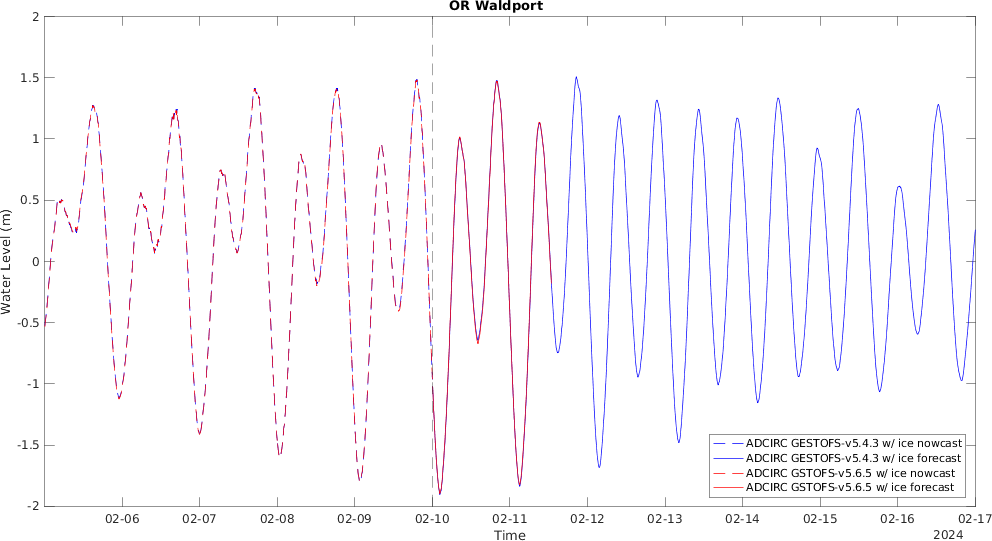 OR Waldport
2
1.5
1
0.5
0
-0.5
-1
-1.5
-2
Water Level (m)
02-06 02-07 02-08 02-09 02-10 02-11 02-12 02-13 02-14 02-15 02-16 02-17
Time
2024
ADCIRC GESTOFS-v5.4.3 w/ ice nowcast
ADCIRC GESTOFS-v5.4.3 w/ ice forecast
ADCIRC GSTOFS-v5.6.5 w/ ice nowcast
ADCIRC GSTOFS-v5.6.5 w/ ice forecast